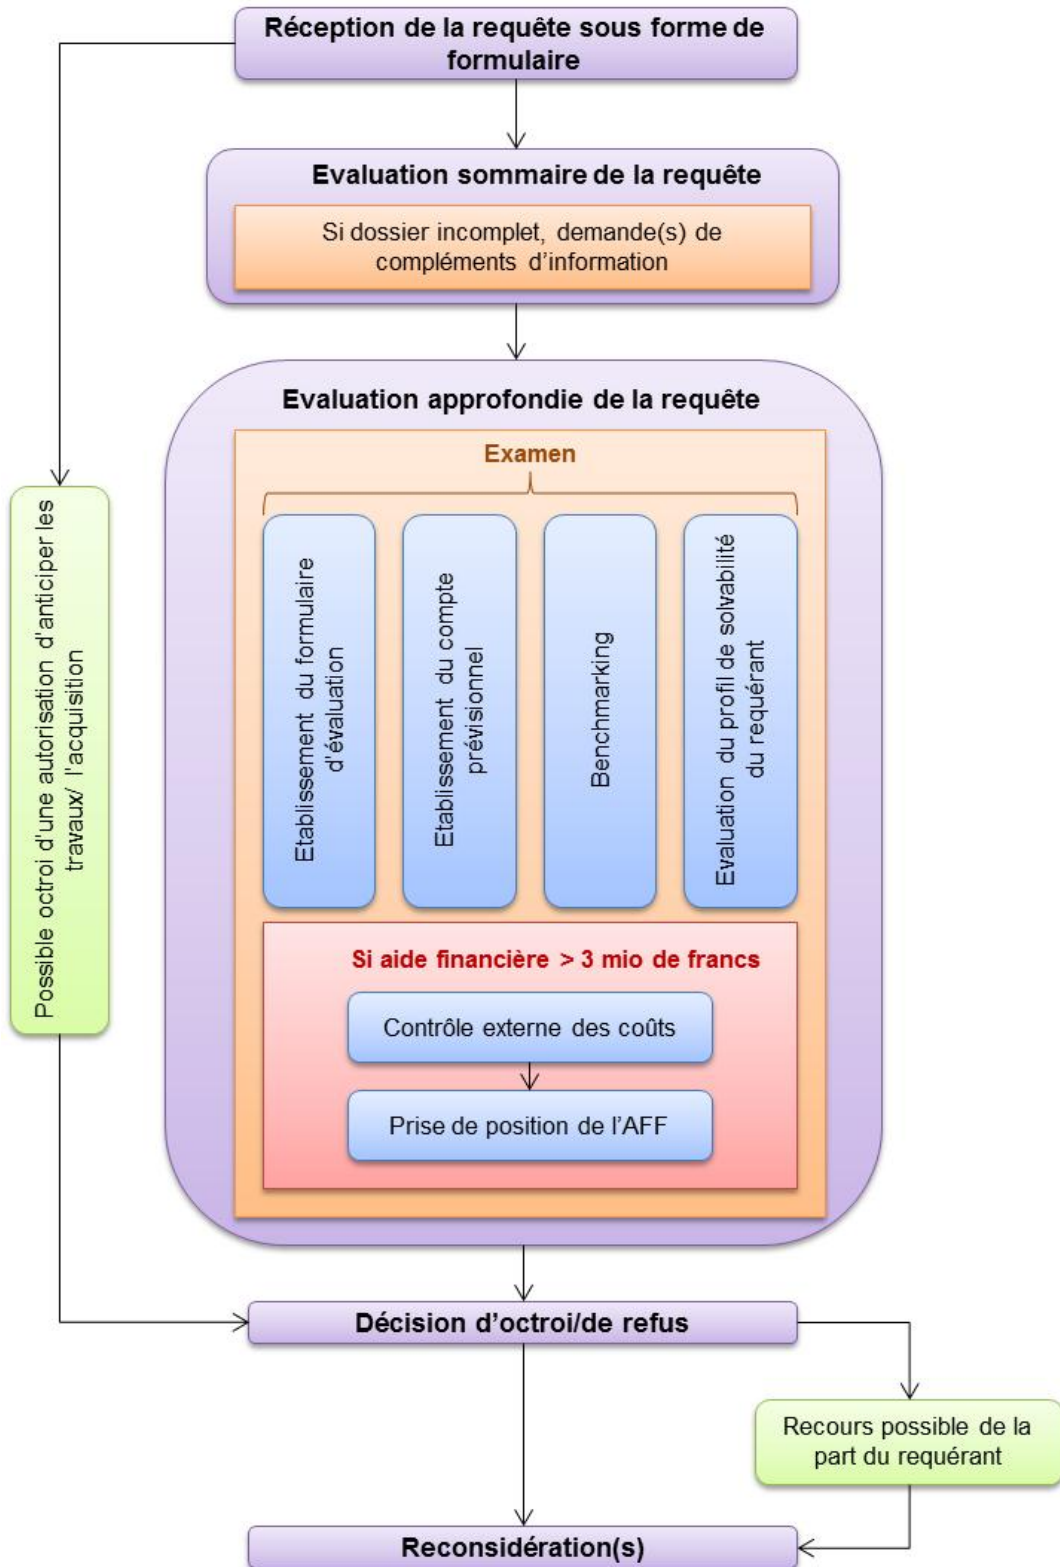 Réception de la requête sous forme de
formulaire
Evaluation sommaire de la requête
Si dossier incomplet, demande(s) de
compléments d’information
Evaluation approfondie de la requête
Examen
Etablissement du formulaire
d’évaluation
Etablissement du compte
prévisionnel
Benchmarking
Evaluation du profil de solvabilité
du requérant
Possible octroi d'une autorisation d'anticiper les
travaux/ l'acquisition
Si aide financière > 3 mio de francs
Contrôle externe des coûts
Prise de position de l’AFF
Décision d’octroi/de refus
Recours possible de la
part du requérant
Reconsidération(s)